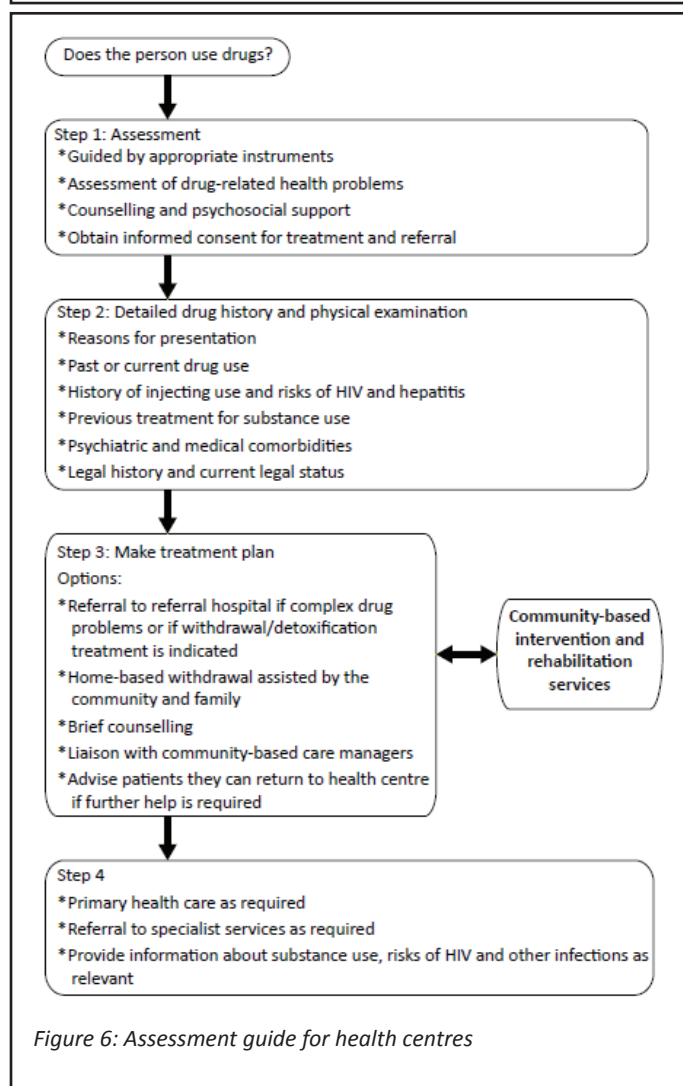 Does the person use drugs?
Step 1: Assessment
*Guided by appropriate instruments
*Assessment of drug-related health problems
*Counselling and psychosocial support
*Obtain informed consent for treatment and referral
Step 2: Detailed drug history and physical examination
*Reasons for presentation
*Past or current drug use
*History of injecting use and risks of HIV and hepatitis
*Previous treatment for substance use
*Psychiatric and medical comorbidities
*Legal history and current legal status
Step 3: Make treatment plan
Options:
*Referral to referral hospital if complex drug
problems or if withdrawal/detoxification
treatment is indicated
*Home-based withdrawal assisted by the
community and family
*Brief counselling
*Liaison with community-based care managers
*Advise patients they can return to health centre
if further help is required
Community-based
intervention and
rehabilitation
services
Step 4
*Primary health care as required
*Referral to specialist services as required
*Provide information about substance use, risks of HIV and other infections as
relevant
Figure 6: Assessment guide for health centres